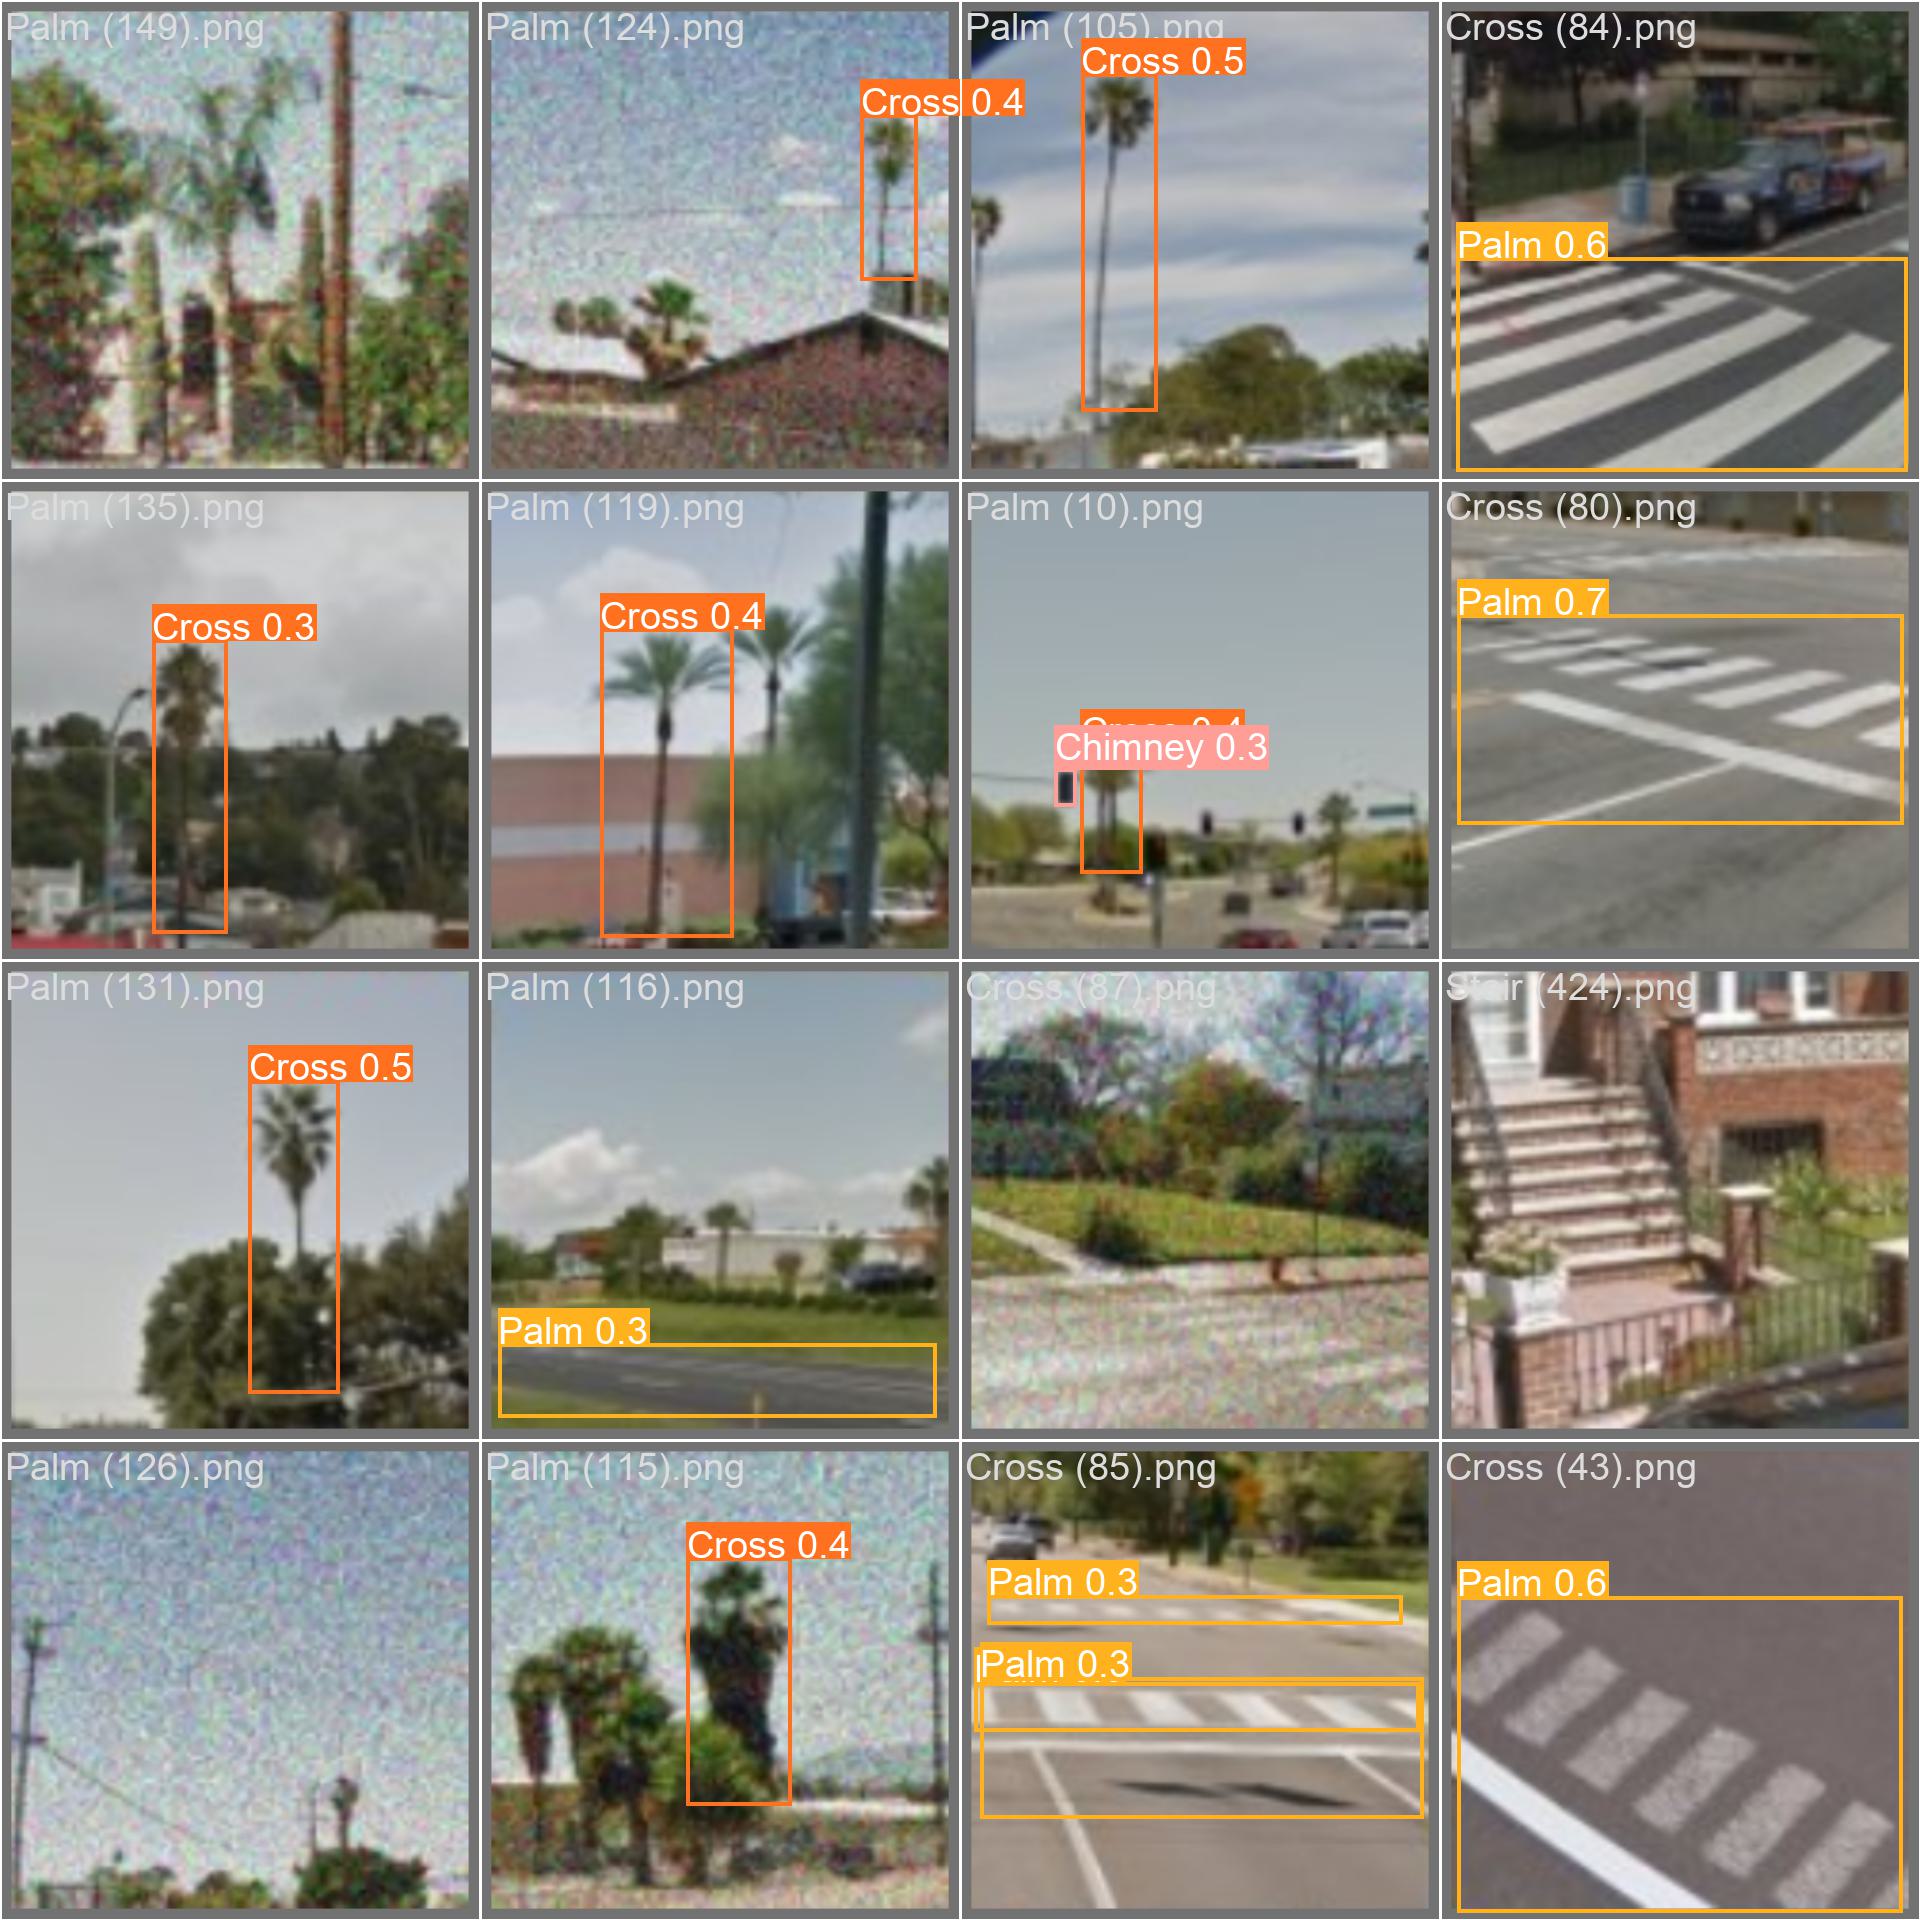 Palm (149).png
Palm (124).png
Cross 0.4
Palm (105).png
Cross 0.5
Cross (84).png
Palm 0.6
Palm (135).png
Cross 0.3
Palm (119).png
Cross 0.4
Palm (10).png
Cross 0.4
Chimney 0.3
Cross (80).png
Palm 0.7
Palm (131).png
Cross 0.5
Palm (116).png
Palm 0.3
Cross (87).png
Stair (424).png
Palm (126).png
Palm (115).png
Cross 0.4
Cross (85).png
Palm 0.3
Palm 0.3
Cross (43).png
Palm 0.6